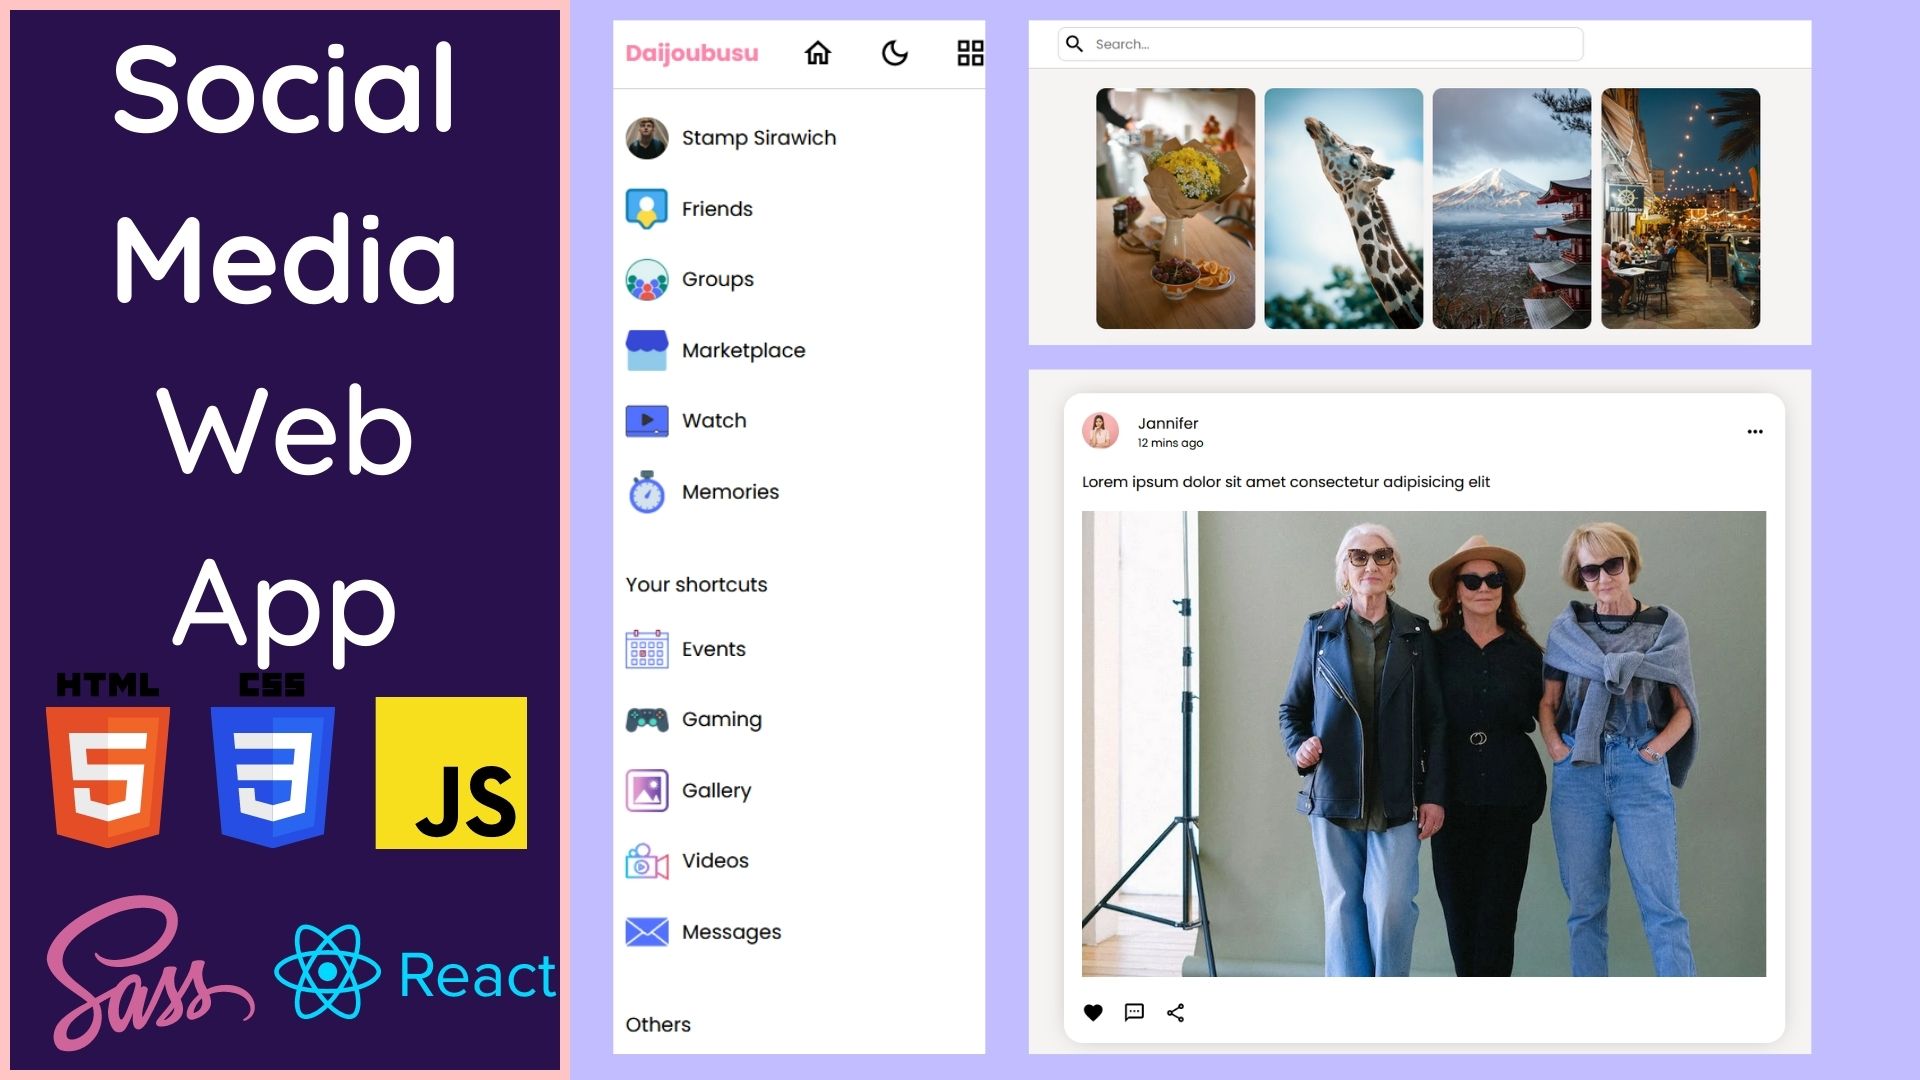 Social
Media
Web
App
HTML
CSS
5
3
JS
Sass
React
Daijoubusu
Stamp Sirawich
Friends
Groups
Marketplace
Watch
Memories
Your shortcuts
Events
Gaming
Gallery
Videos
Messages
Others
Search...
Jannifer
12 mins ago
Lorem ipsum dolor sit amet consectetur adipisicing elit